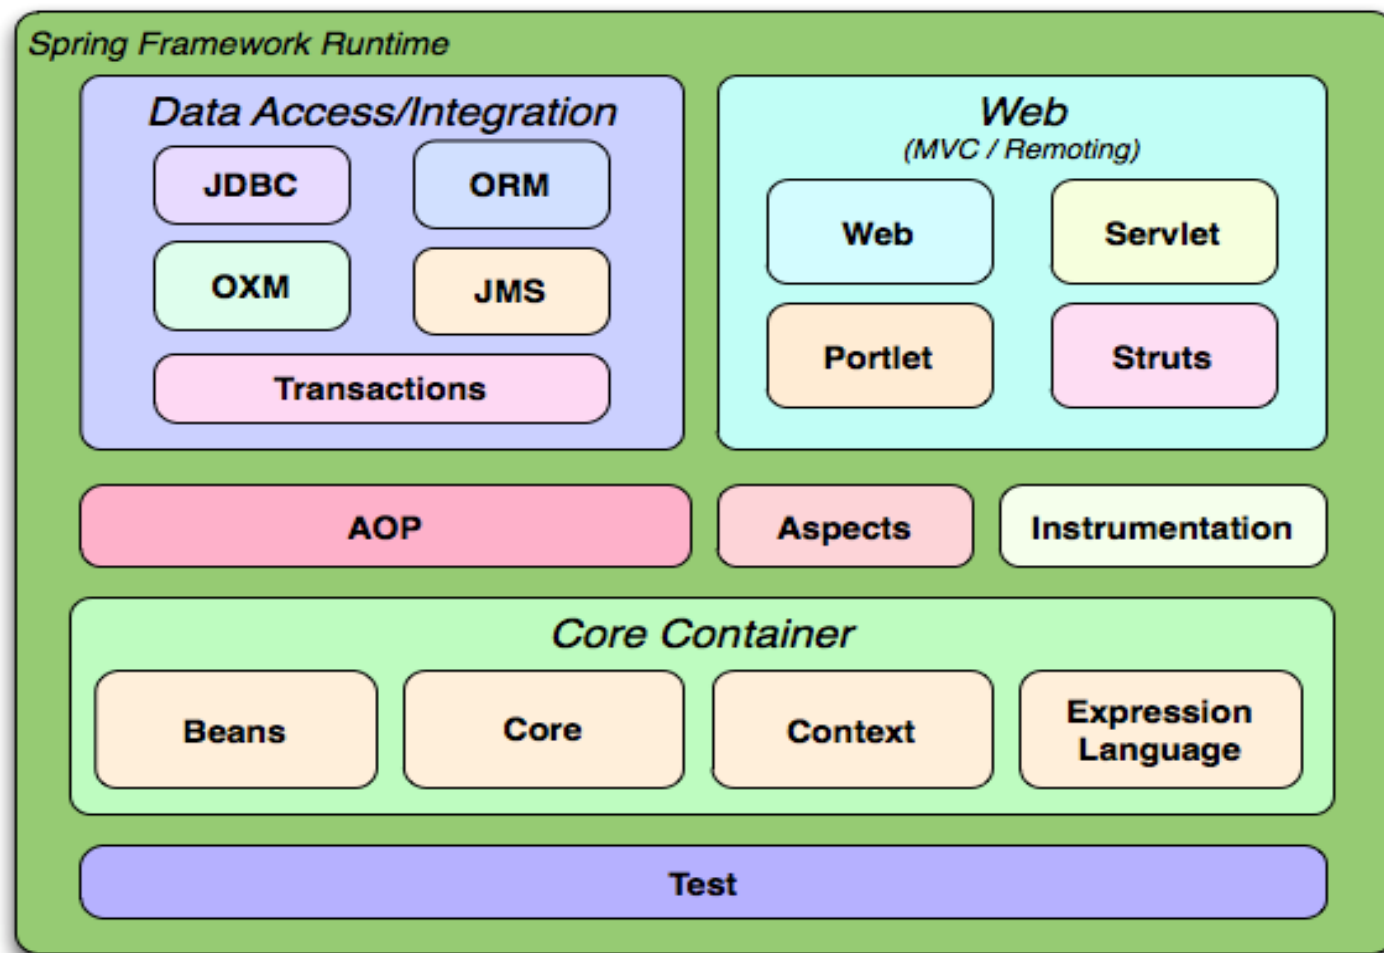 Spring Framework Runtime
Data Access/Integration
JDBC
ORM
OXM
JMS
Transactions
Web
(MVC / Remoting)
Web
Servlet
Portlet
Struts
AOP
Aspects
Instrumentation
Core Container
Beans
Core
Context
Expression
Language
Test